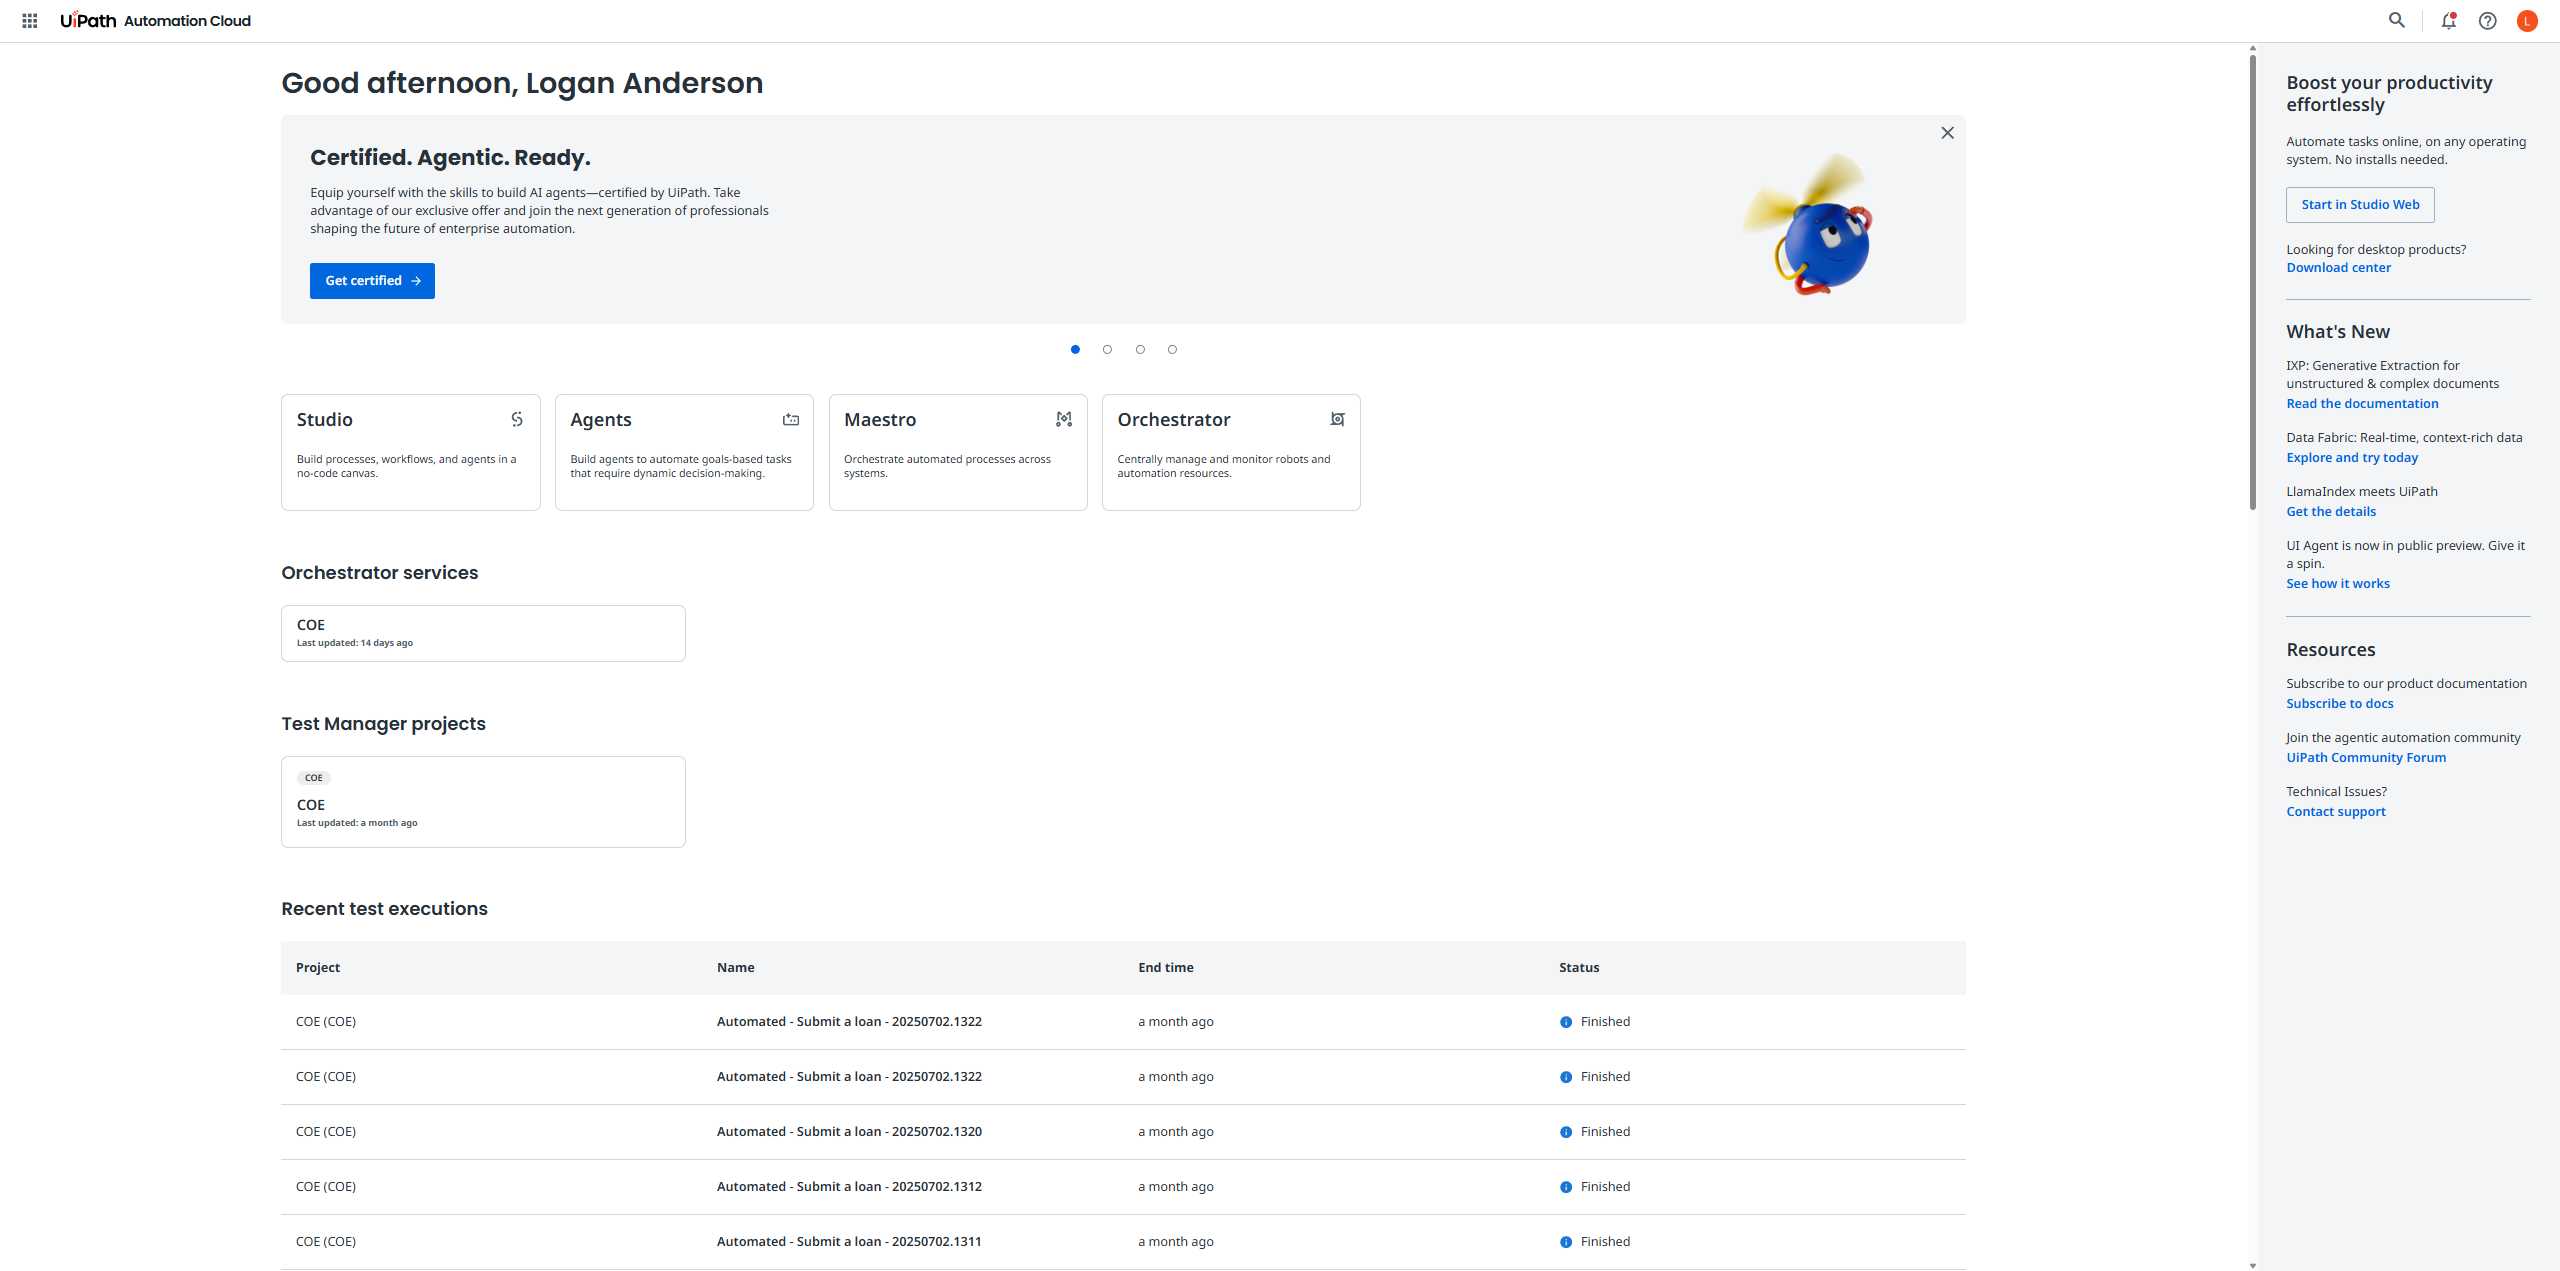 UiPath Automation Cloud
L
Good afternoon, Logan Anderson
Certified. Agentic. Ready.
Equip yourself with the skills to build AI agents—certified by UiPath. Take
advantage of our exclusive offer and join the next generation of professionals
shaping the future of enterprise automation.
Get certified
Studio
Build processes, workflows, and agents in a
no-code canvas.
Agents
Build agents to automate goals-based tasks
that require dynamic decision-making.
Maestro
Orchestrate automated processes across
systems.
Orchestrator
Centrally manage and monitor robots and
automation resources.
Orchestrator services
COE
Last updated: 14 days ago
Test Manager projects
COE
COE
Last updated: a month ago
Recent test executions
Project Name End time Status
COE (COE) Automated - Submit a loan - 20250702.1322 a month ago Finished
COE (COE) Automated - Submit a loan - 20250702.1322 a month ago Finished
COE (COE) Automated - Submit a loan - 20250702.1320 a month ago Finished
COE (COE) Automated - Submit a loan - 20250702.1312 a month ago Finished
COE (COE) Automated - Submit a loan - 20250702.1311 a month ago Finished
Boost your productivity
effortlessly
Automate tasks online, on any operating
system. No installs needed.
Start in Studio Web
Looking for desktop products?
Download center
What's New
IXP: Generative Extraction for
unstructured & complex documents
Read the documentation
Data Fabric: Real-time, context-rich data
Explore and try today
LlamaIndex meets UiPath
Get the details
UI Agent is now in public preview. Give it
a spin.
See how it works
Resources
Subscribe to our product documentation
Subscribe to docs
Join the agentic automation community
UiPath Community Forum
Technical Issues?
Contact support